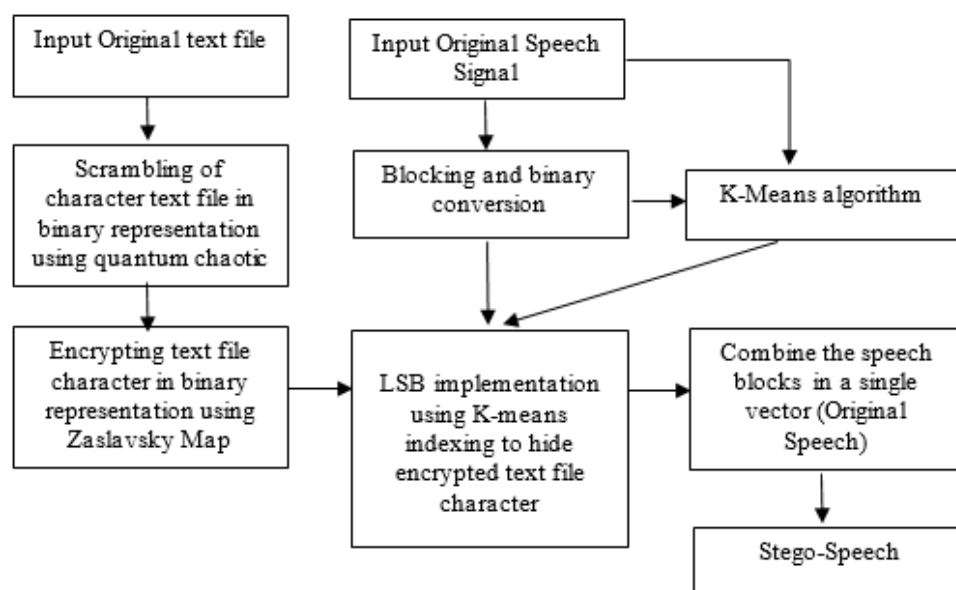 Input Original text file
Input Original Speech
Signal
Scrambling of
character text file in
binary representation
using quantum chaotic
Blocking and binary
conversion
K-Means algorithm
Encrypting text file
character in binary
representation using
Zaslavsky Map
LSB implementation
using K-means
indexing to hide
encrypted text file
character
Combine the speech
blocks in a single
vector (Original
Speech)
Stego-Speech